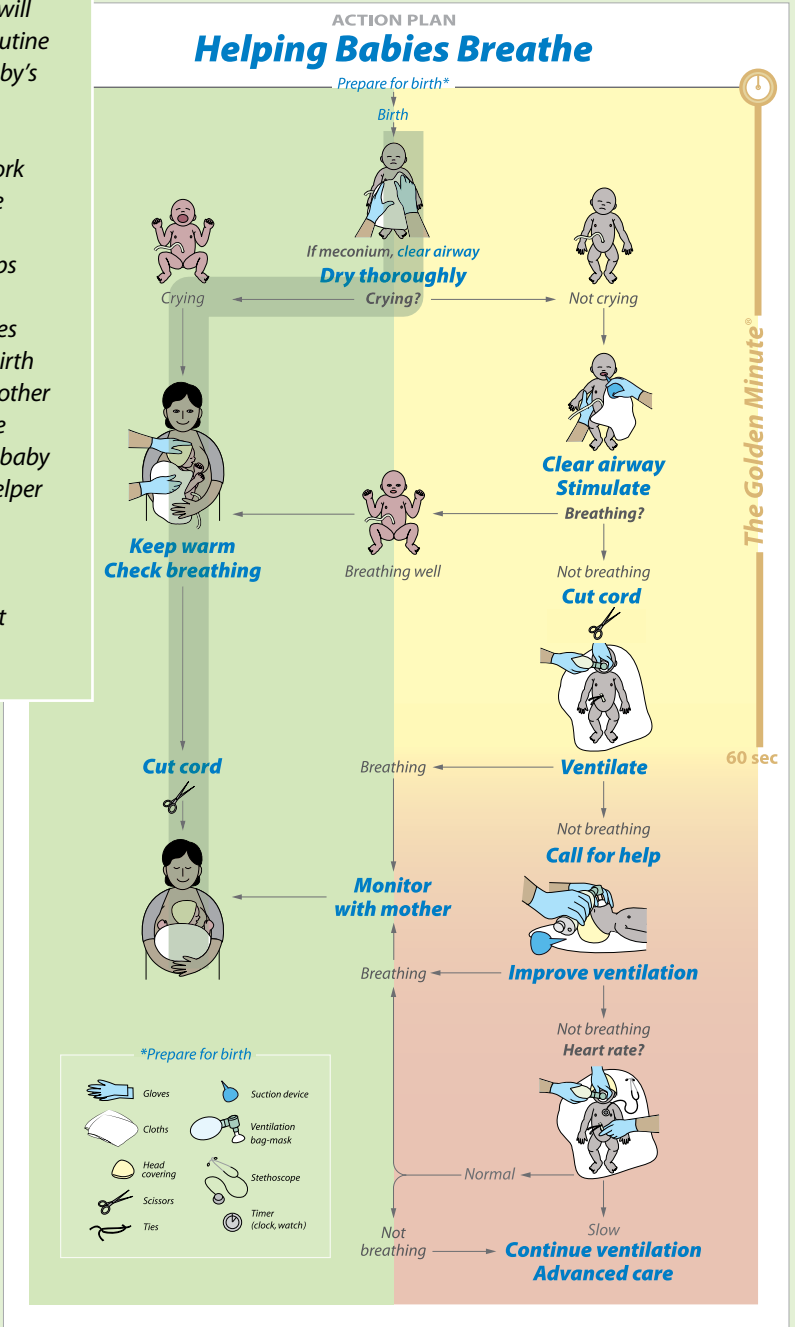 will
utine
by's
ork
e
ps
es
irth
other
e
baby
elper
t
ACTION PLAN
Helping Babies Breathe
Prepare for birth*
Birth
If meconium, clear airway
Dry thoroughly
Crying
Crying?
Not crying
Clear airway
Stimulate
Breathing?
Keep warm
Check breathing
Breathing well
Not breathing
Cut cord
The Golden Minute®
60 sec
Cut cord
Breathing
Ventilate
Not breathing
Call for help
Monitor
with mother
Breathing
Improve ventilation
Not breathing
Heart rate?
Normal
Not
breathing
Slow
Continue ventilation
Advanced care
*Prepare for birth
Gloves
Suction device
Cloths
Ventilation
bag-mask
Head
covering
Stethoscope
Scissors
Ties
Timer
(clock, watch)